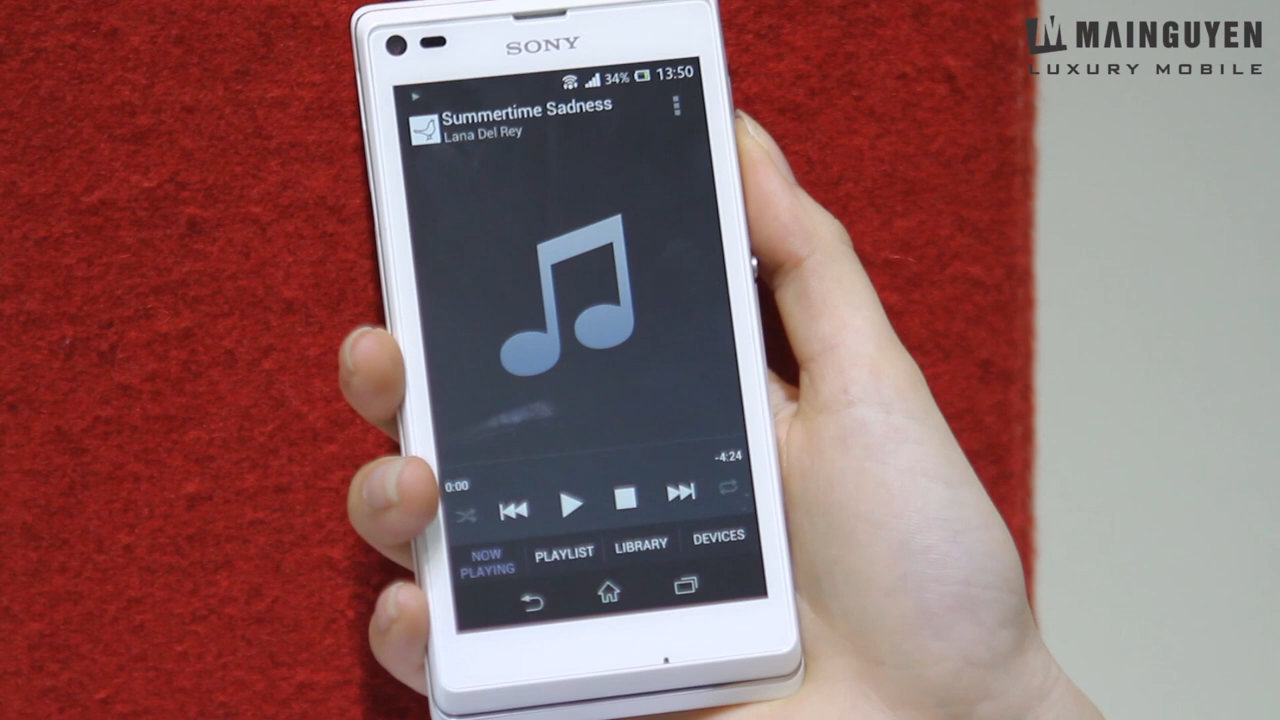 MAINGUYEN
LUXURY MOBILE
SONY
34% 13:50
Summertime Sadness
Lana Del Rey
-4:24
0:00
NOW PLAYING
PLAYLIST
LIBRARY
DEVICES